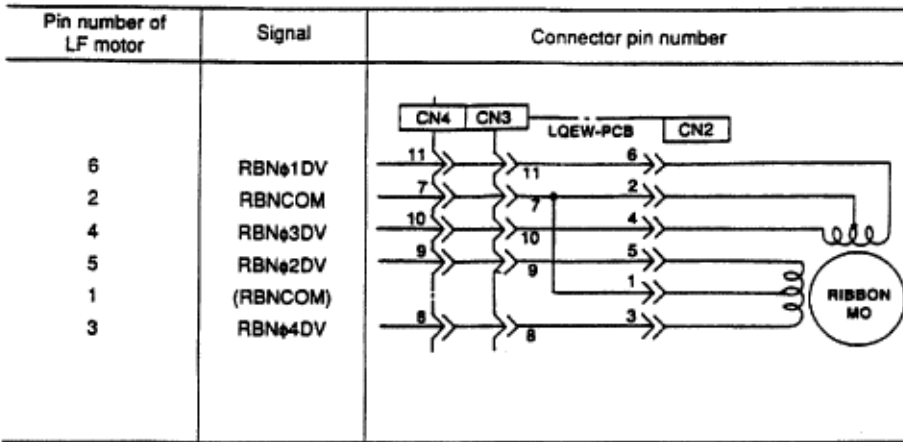 Pin number of LF motor Signal Connector pin number
CN4 CN3 LQEW-PCB CN2
6 RBNϕ1DV 11 11 6
2 RBNCOM 7 7 2
4 RBNϕ3DV 10 10 4
5 RBNϕ2DV 9 9 5
1 (RBNCOM) 1
3 RBNϕ4DV 8 8 3
RIBBON
MO